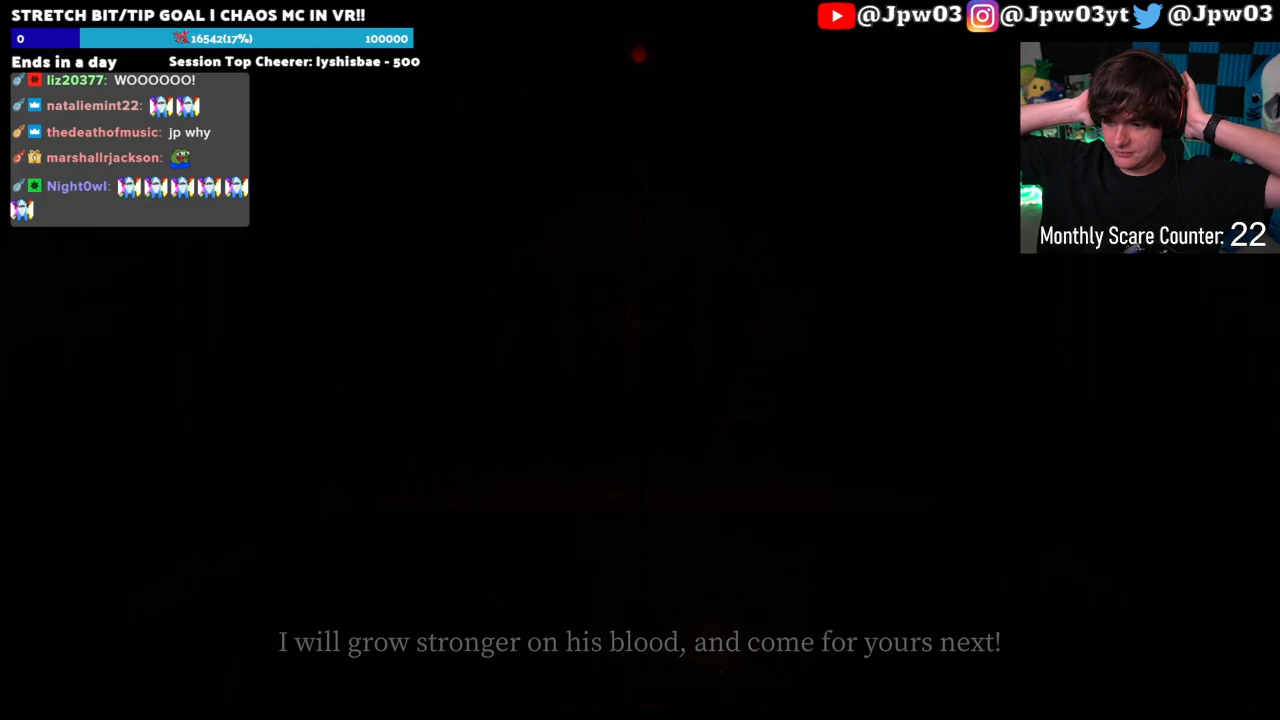 STRETCH BIT/TIP GOAL I CHAOS MC IN VR!!
0 16542(17%) 100000
Ends in a day Session Top Cheerer: lyshisbae - 500
liz20377: WOOOOOO!
nataliemint22:
thedeathofmusic: jp why
marshallrjackson:
Night0wl:
@Jpw03 @Jpw03yt @Jpw03
Monthly Scare Counter: 22
I will grow stronger on his blood, and come for yours next!